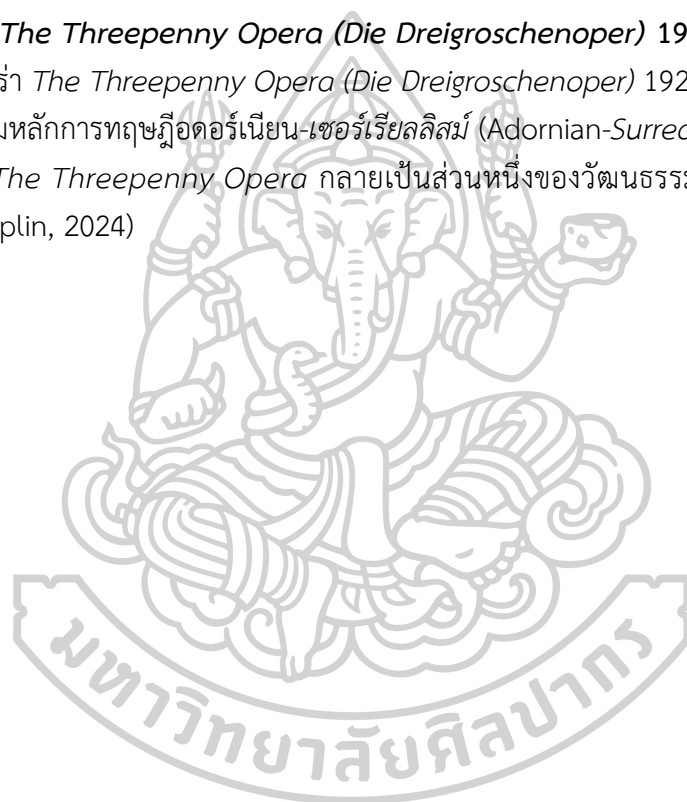 The Threepenny Opera (Die Dreigroschenoper) 19
ร่า The Threepenny Opera (Die Dreigroschenoper) 192
มหลักการทฤษฎีอดอร์เนียน-เซอร์เรียลลิสม์ (Adornian-Surrea
The Threepenny Opera กลายเป็นส่วนหนึ่งของวัฒนธรรม
plin, 2024)
มหาวิทยาลัยศิลปากร